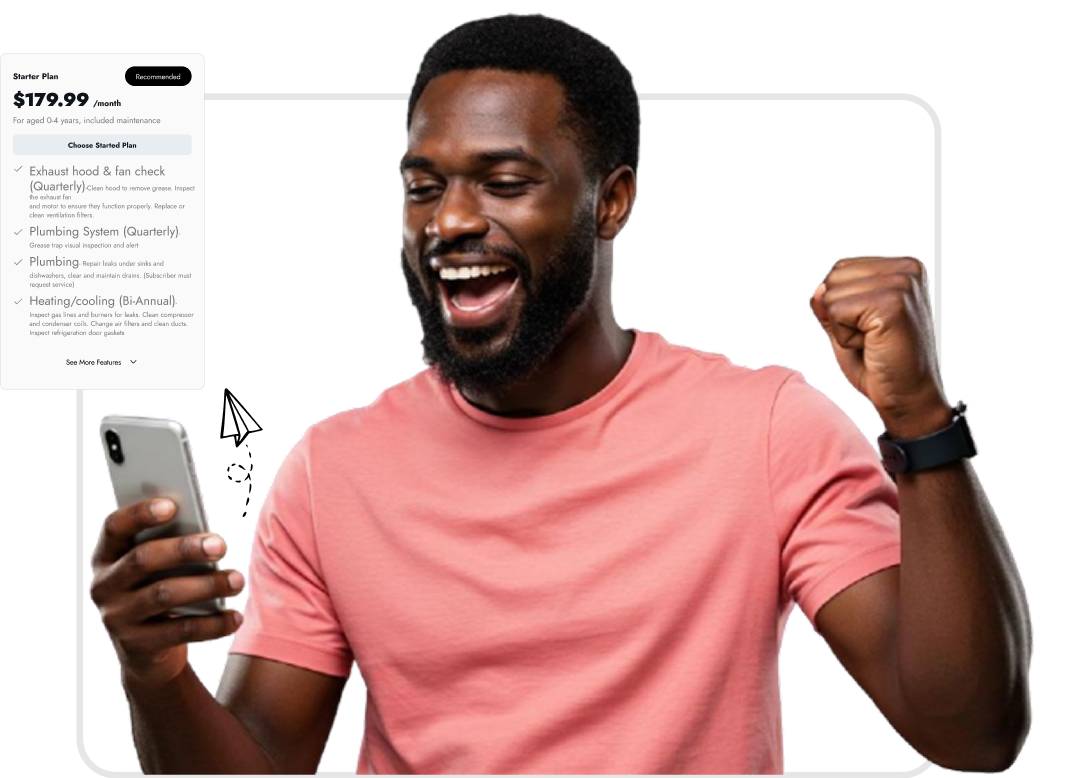 Starter Plan
Recommended
$179.99 /month
For aged 0-4 years, included maintenance
Choose Started Plan
Exhaust hood & fan check
(Quarterly)-Clean hood to remove grease. Inspect
the exhaust fan
and motor to ensure they function properly. Replace or
clean ventilation filters.
Plumbing System (Quarterly)-
Grease trap visual inspection and alert
Plumbing- Repair leaks under sinks and
dishwashers, clear and maintain drains. (Subscriber must
request service)
Heating/cooling (Bi-Annual)-
Inspect gas lines and burners for leaks. Clean compressor
and condenser coils. Change air filters and clean ducts.
Inspect refrigeration door gaskets
See More Features